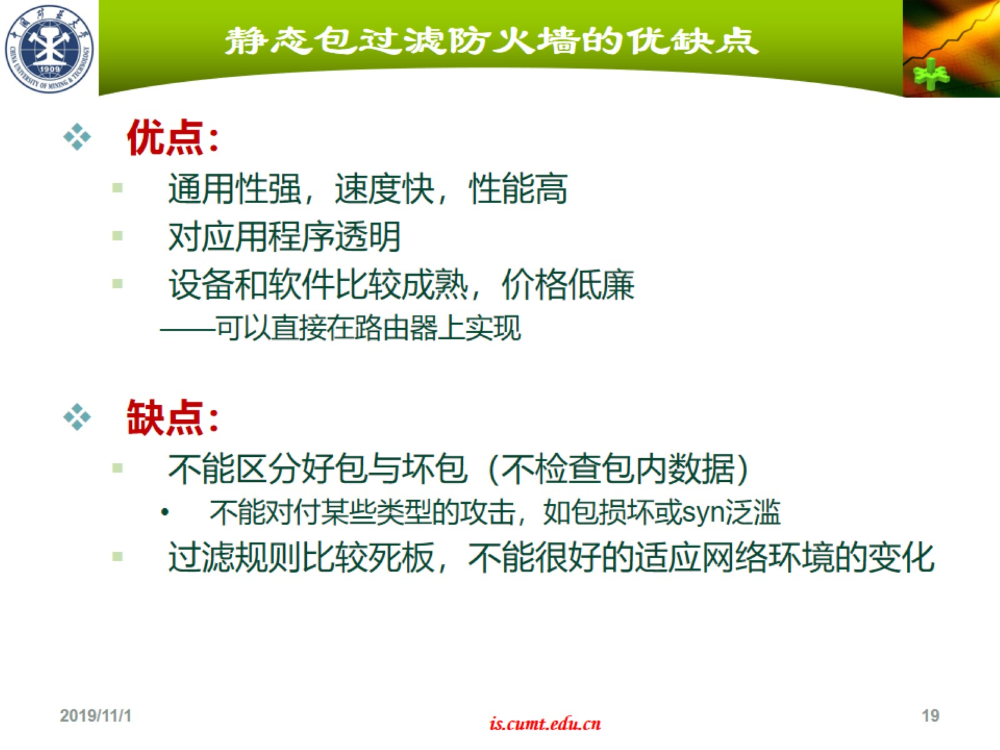 中国矿业大学
CHINA UNIVERSITY OF MINING & TECHNOLOGY
1909
静态包过滤防火墙的优缺点
优点：
通用性强，速度快，性能高
对应用程序透明
设备和软件比较成熟，价格低廉
——可以直接在路由器上实现
缺点：
不能区分好包与坏包（不检查包内数据）
• 不能对付某些类型的攻击，如包损坏或syn泛滥
过滤规则比较死板，不能很好的适应网络环境的变化
2019/11/1
is.cumt.edu.cn
19